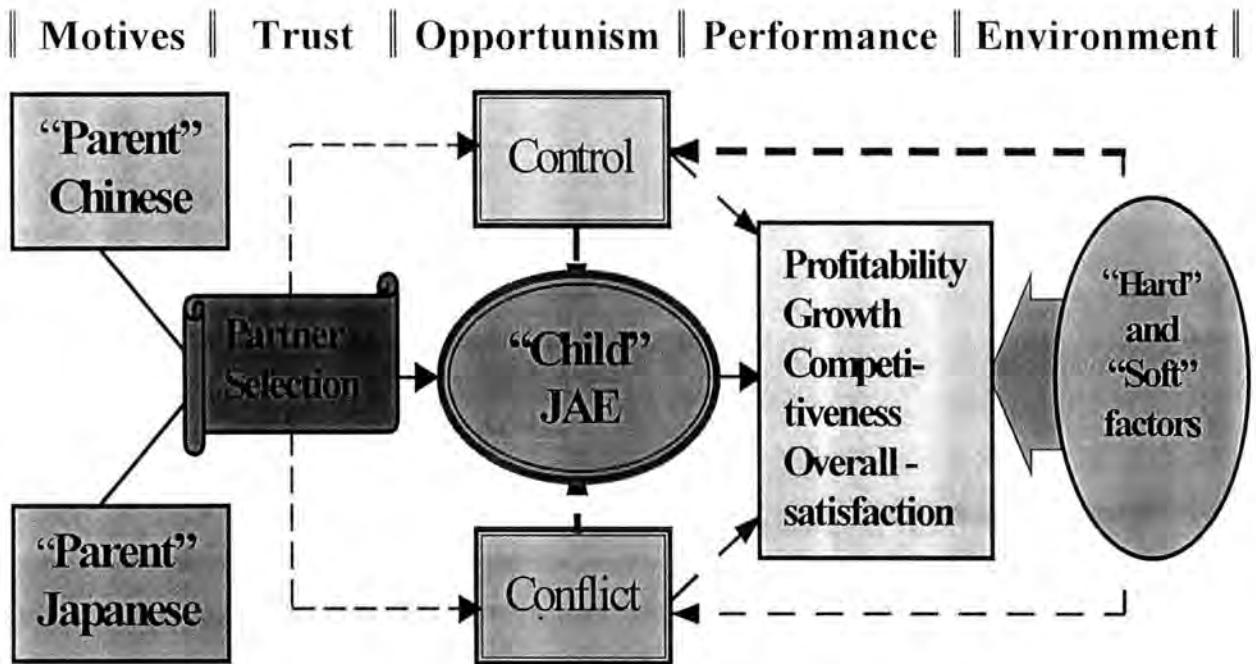 Motives Trust Opportunism Performance Environment
“Parent”
Chinese
Partner
Selection
“Parent”
Japanese
Control
“Child”
JAE
Conflict
Profitability
Growth
Competi-
tiveness
Overall -
satisfaction
“Hard”
and
“Soft”
factors